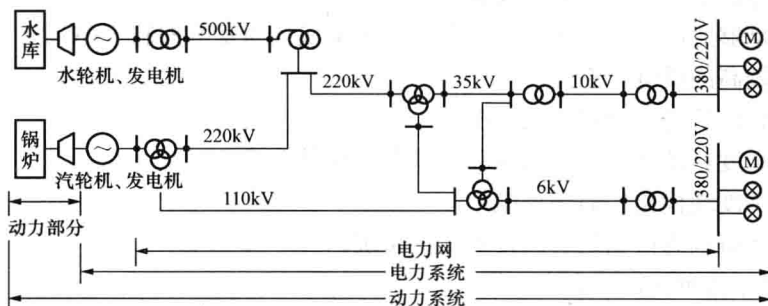 水库
500kV
水轮机、发电机
220kV
35kV
10kV
380/220V
M
锅炉
220kV
汽轮机、发电机
110kV
6kV
380/220V
M
动力部分
电力网
电力系统
动力系统